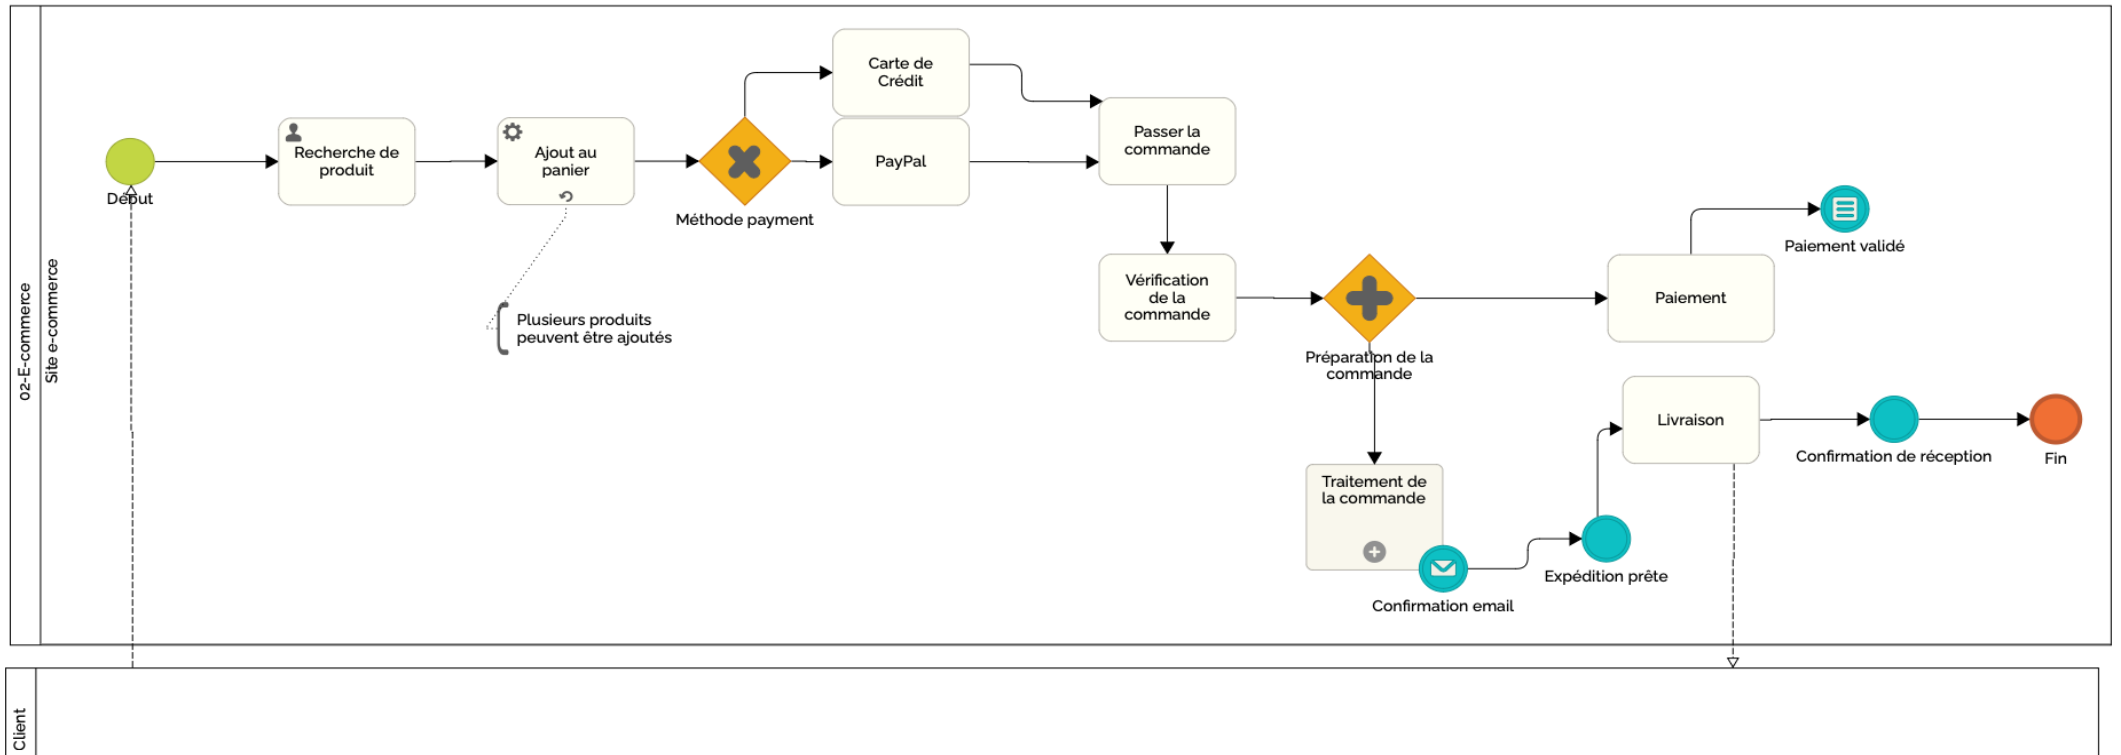 02-E-commerce
Site e-commerce
Début
Recherche de
produit
Ajout au
panier
Plusieurs produits
peuvent être ajoutés
Méthode payment
Carte de
Crédit
PayPal
Passer la
commande
Vérification
de la
commande
Préparation de la
commande
Paiement
Paiement validé
Traitement de
la commande
Confirmation email
Expédition prête
Livraison
Confirmation de réception
Fin
Client